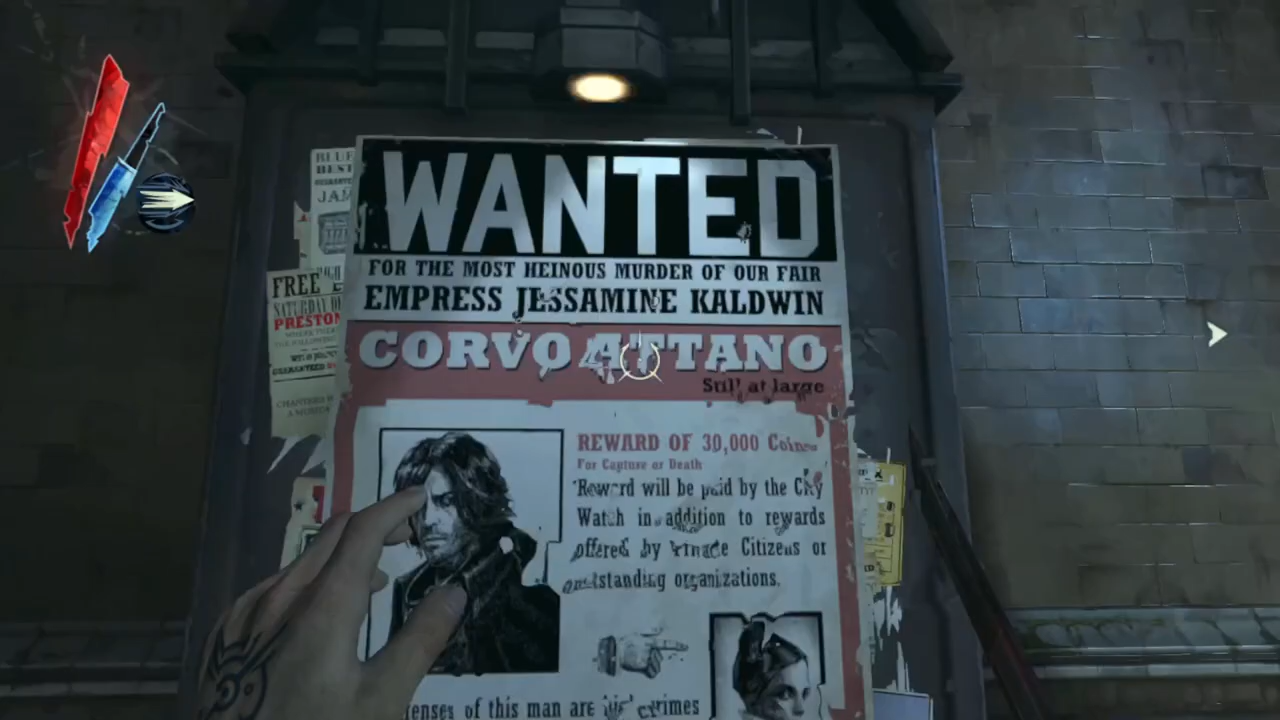 WANTED
FOR THE MOST HEINOUS MURDER OF OUR FAIR
EMPRESS JESSAMINE KALDWIN
CORVO ATTANO
Still at large
REWARD OF 30,000 Coins
For Capture or Death
Reward will be paid by the City
Watch in addition to rewards
offered by Private Citizens or
outstanding organizations.
of this man are his crimes
FREE
SATURDAY
PRESTON